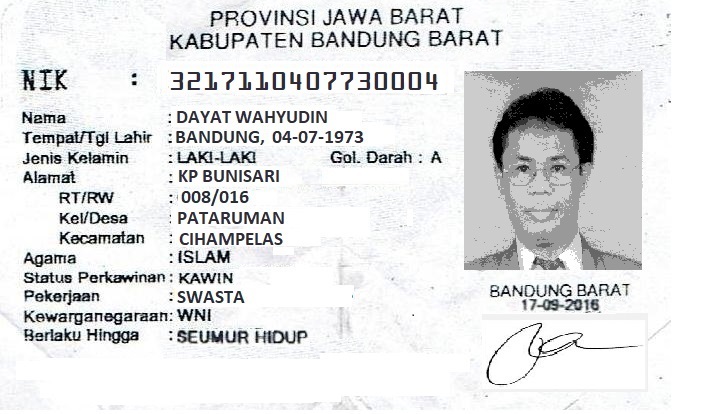 PROVINSI JAWA BARAT
KABUPATEN BANDUNG BARAT
NIK : 3217110407730004
Nama : DAYAT WAHYUDIN
Tempat/Tgl Lahir : BANDUNG, 04-07-1973
Jenis Kelamin : LAKI-LAKI Gol. Darah : A
Alamat : KP BUNISARI
RT/RW : 008/016
Kel/Desa : PATARUMAN
Kecamatan : CIHAMPELAS
Agama : ISLAM
Status Perkawinan : KAWIN
Pekerjaan : SWASTA
Kewarganegaraan : WNI
Berlaku Hingga : SEUMUR HIDUP
BANDUNG BARAT
17-09-2016